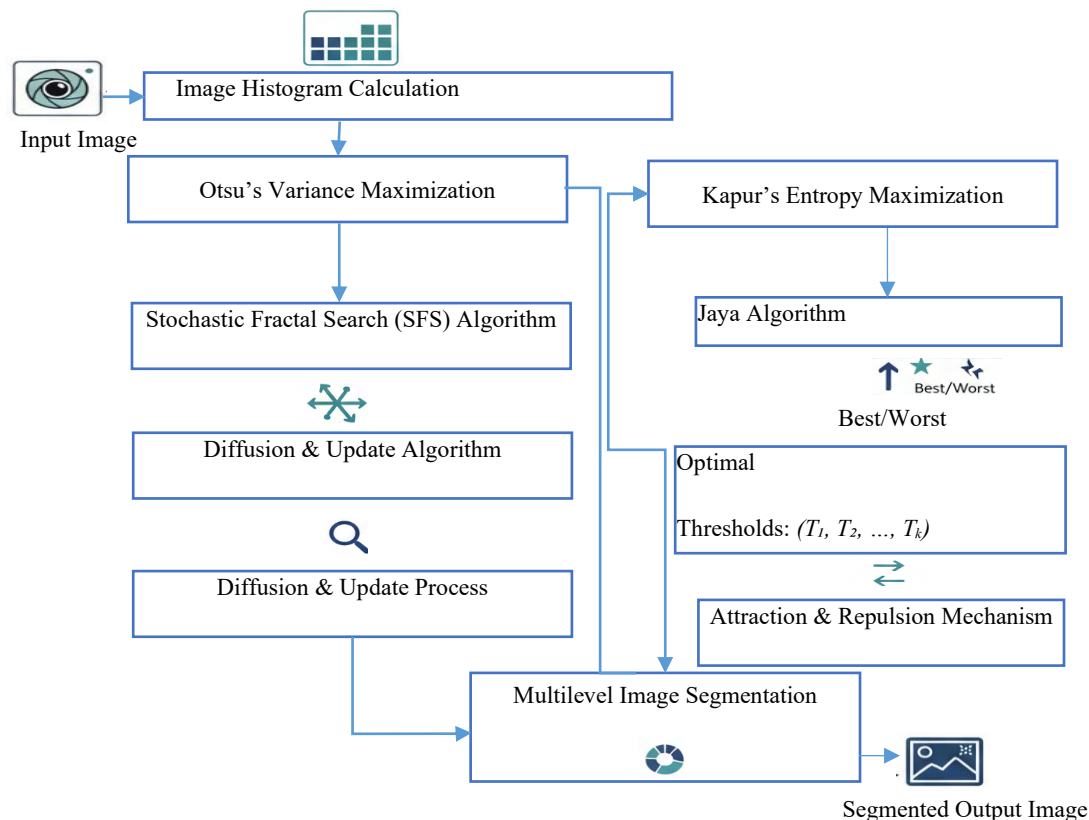 Image Histogram Calculation
Input Image
Otsu's Variance Maximization
Kapur's Entropy Maximization
Stochastic Fractal Search (SFS) Algorithm
Jaya Algorithm
Best/Worst
Best/Worst
Diffusion & Update Algorithm
Optimal
Thresholds: (T₁, T₂, …, Tₖ)
Diffusion & Update Process
Attraction & Repulsion Mechanism
Multilevel Image Segmentation
Segmented Output Image